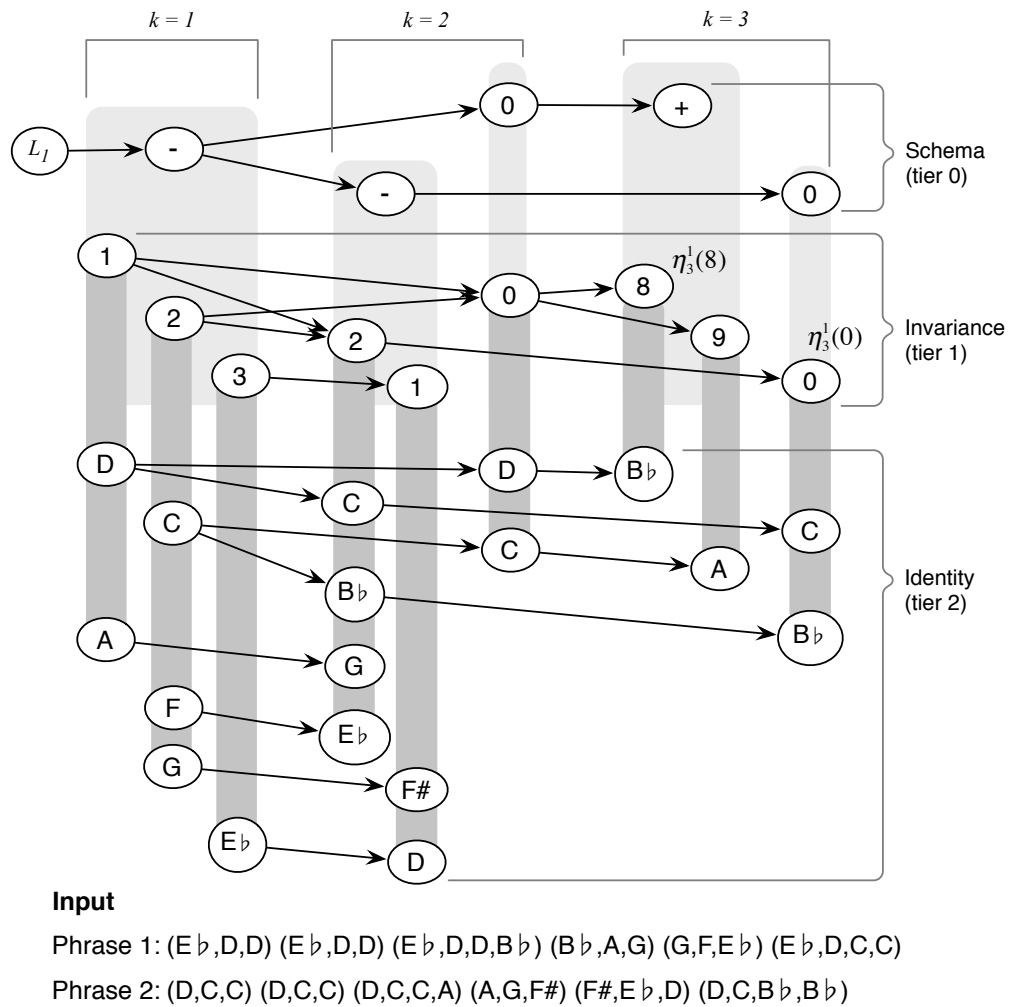 k = 1 k = 2 k = 3
0 +
L₁ -
Schema
(tier 0)
- 0
1
η₃¹(8)
8
0
2 9 η₃¹(0)
2
Invariance
(tier 1)
3 1 0
D D B♭
C
C C
C A
B♭
Identity
(tier 2)
A B♭
G
F E♭
G
F#
E♭
D
Input
Phrase 1: (E♭,D,D) (E♭,D,D) (E♭,D,D,B♭) (B♭,A,G) (G,F,E♭) (E♭,D,C,C)
Phrase 2: (D,C,C) (D,C,C) (D,C,C,A) (A,G,F#) (F#,E♭,D) (D,C,B♭,B♭)